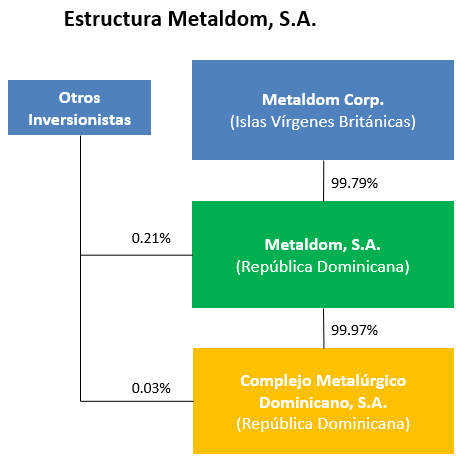 Estructura Metaldom, S.A.
Otros
Inversionistas
Metaldom Corp.
(Islas Vírgenes Británicas)
99.79%
0.21%
Metaldom, S.A.
(República Dominicana)
99.97%
0.03%
Complejo Metalúrgico
Dominicano, S.A.
(República Dominicana)